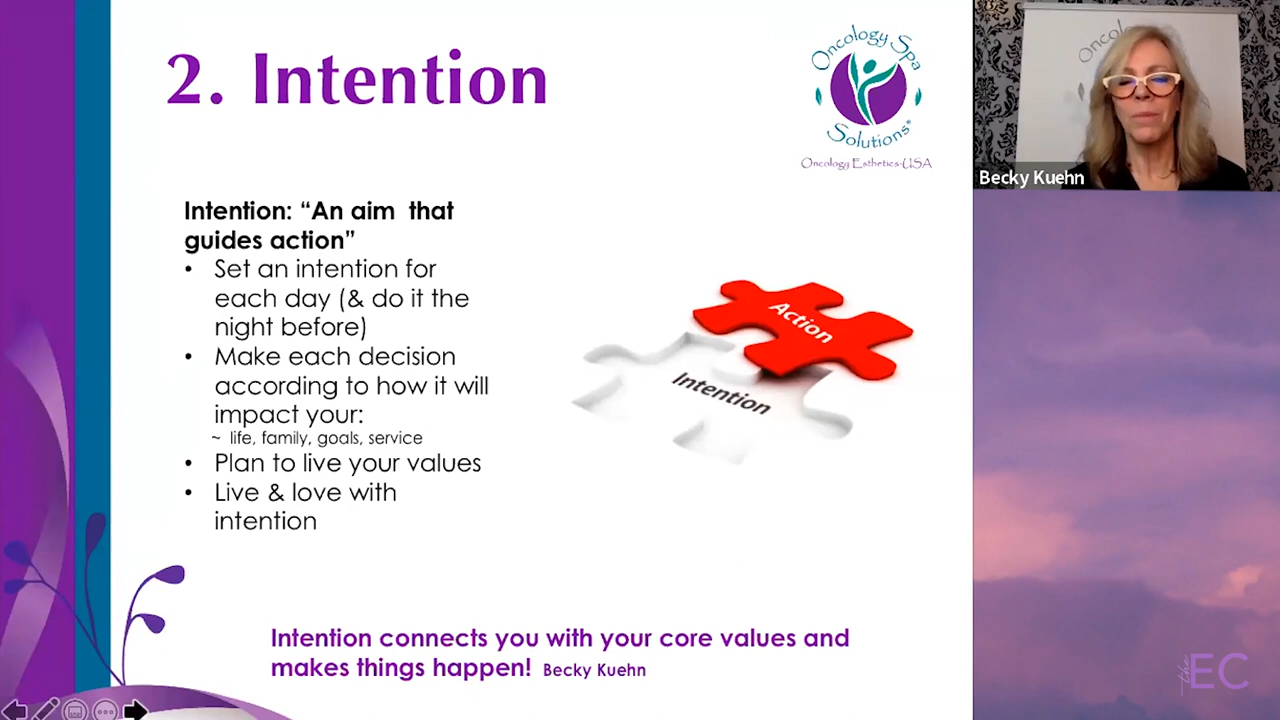 2. Intention
Oncology Spa
Solutions®
Oncology Esthetics-USA
Oncology
Becky Kuehn
Intention: “An aim that
guides action”
• Set an intention for
each day (& do it the
night before)
• Make each decision
according to how it will
impact your:
~ life, family, goals, service
• Plan to live your values
• Live & love with
intention
Action
Intention
Intention connects you with your core values and
makes things happen! Becky Kuehn
the EC